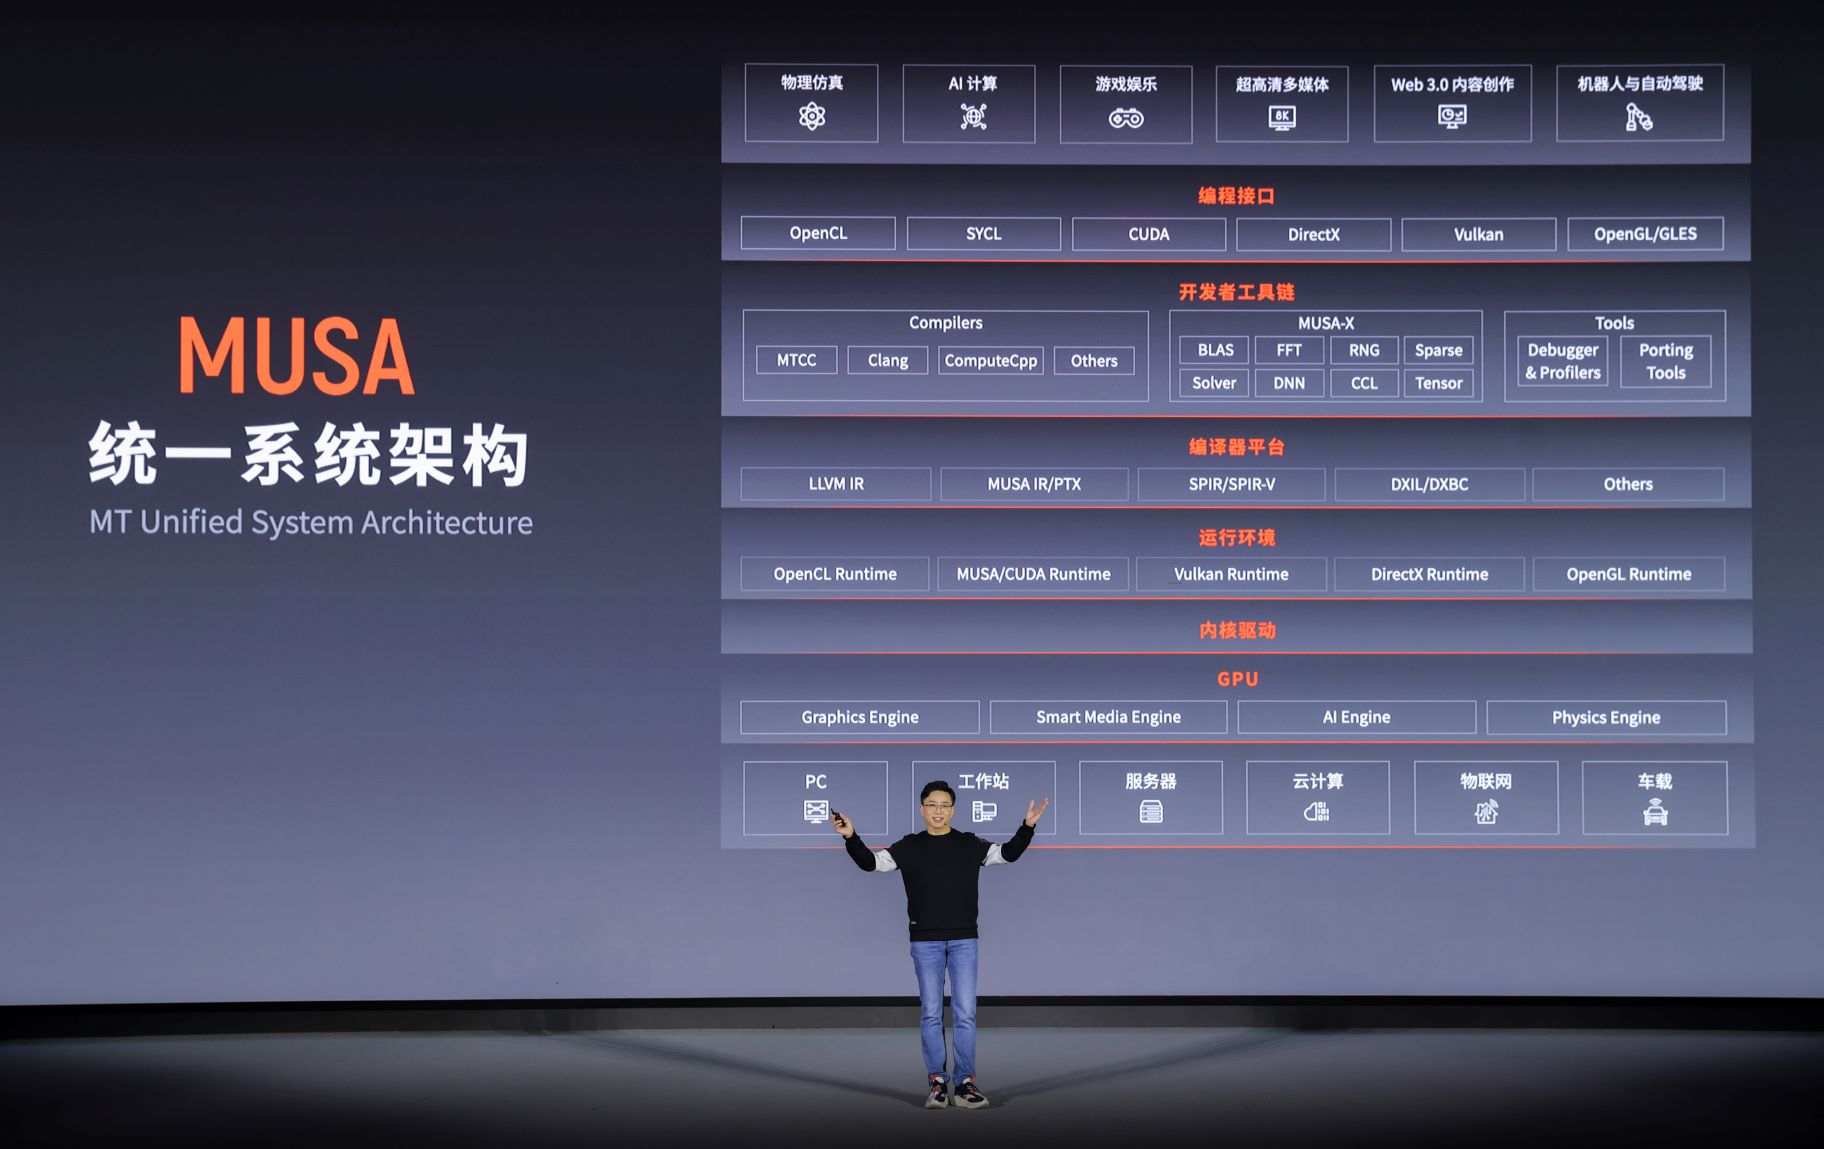 MUSA
统一系统架构
MT Unified System Architecture
物理仿真
AI 计算
游戏娱乐
超高清多媒体
8K
Web 3.0 内容创作
机器人与自动驾驶
编程接口
OpenCL
SYCL
CUDA
DirectX
Vulkan
OpenGL/GLES
开发者工具链
Compilers
MTCC
Clang
ComputeCpp
Others
MUSA-X
BLAS
FFT
RNG
Sparse
Solver
DNN
CCL
Tensor
Tools
Debugger
& Profilers
Porting
Tools
编译器平台
LLVM IR
MUSA IR/PTX
SPIR/SPIR-V
DXIL/DXBC
Others
运行环境
OpenCL Runtime
MUSA/CUDA Runtime
Vulkan Runtime
DirectX Runtime
OpenGL Runtime
内核驱动
GPU
Graphics Engine
Smart Media Engine
AI Engine
Physics Engine
PC
工作站
服务器
云计算
物联网
车载